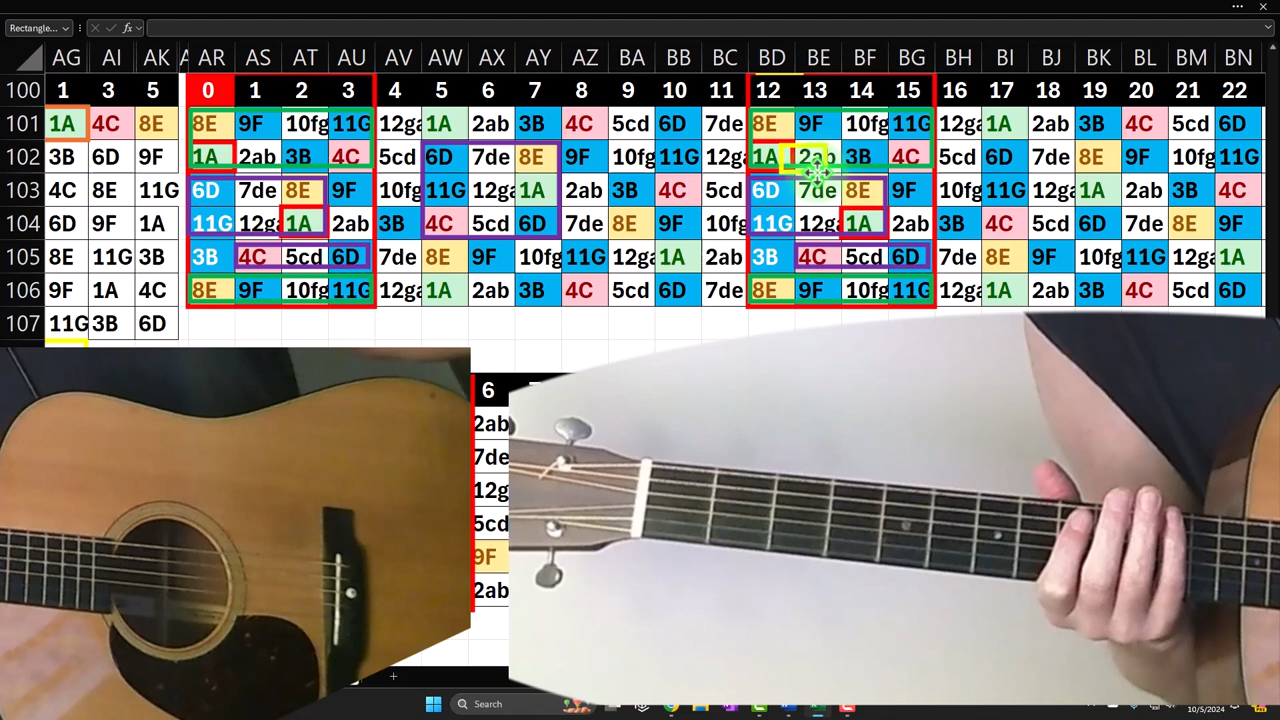 Rectangle...
fx
AG AI AK A AR AS AT AU AV AW AX AY AZ BA BB BC BD BE BF BG BH BI BJ BK BL BM BN
100 1 3 5 0 1 2 3 4 5 6 7 8 9 10 11 12 13 14 15 16 17 18 19 20 21 22
101 1A 4C 8E 8E 9F 10fg 11G 12ga 1A 2ab 3B 4C 5cd 6D 7de 8E 9F 10fg 11G 12ga 1A 2ab 3B 4C 5cd 6D
102 3B 6D 9F 1A 2ab 3B 4C 5cd 6D 7de 8E 9F 10fg 11G 12ga 1A 2ab 3B 4C 5cd 6D 7de 8E 9F 10fg 11G
103 4C 8E 11G 6D 7de 8E 9F 10fg 11G 12ga 1A 2ab 3B 4C 5cd 6D 7de 8E 9F 10fg 11G 12ga 1A 2ab 3B 4C
104 6D 9F 1A 11G 12ga 1A 2ab 3B 4C 5cd 6D 7de 8E 9F 10fg 11G 12ga 1A 2ab 3B 4C 5cd 6D 7de 8E 9F
105 8E 11G 3B 3B 4C 5cd 6D 7de 8E 9F 10fg 11G 12ga 1A 2ab 3B 4C 5cd 6D 7de 8E 9F 10fg 11G 12ga 1A
106 9F 1A 4C 8E 9F 10fg 11G 12ga 1A 2ab 3B 4C 5cd 6D 7de 8E 9F 10fg 11G 12ga 1A 2ab 3B 4C 5cd 6D
107 11G 3B 6D
6
2ab
7de
12g
5cd
9F
2ab
Search
10/5/2024